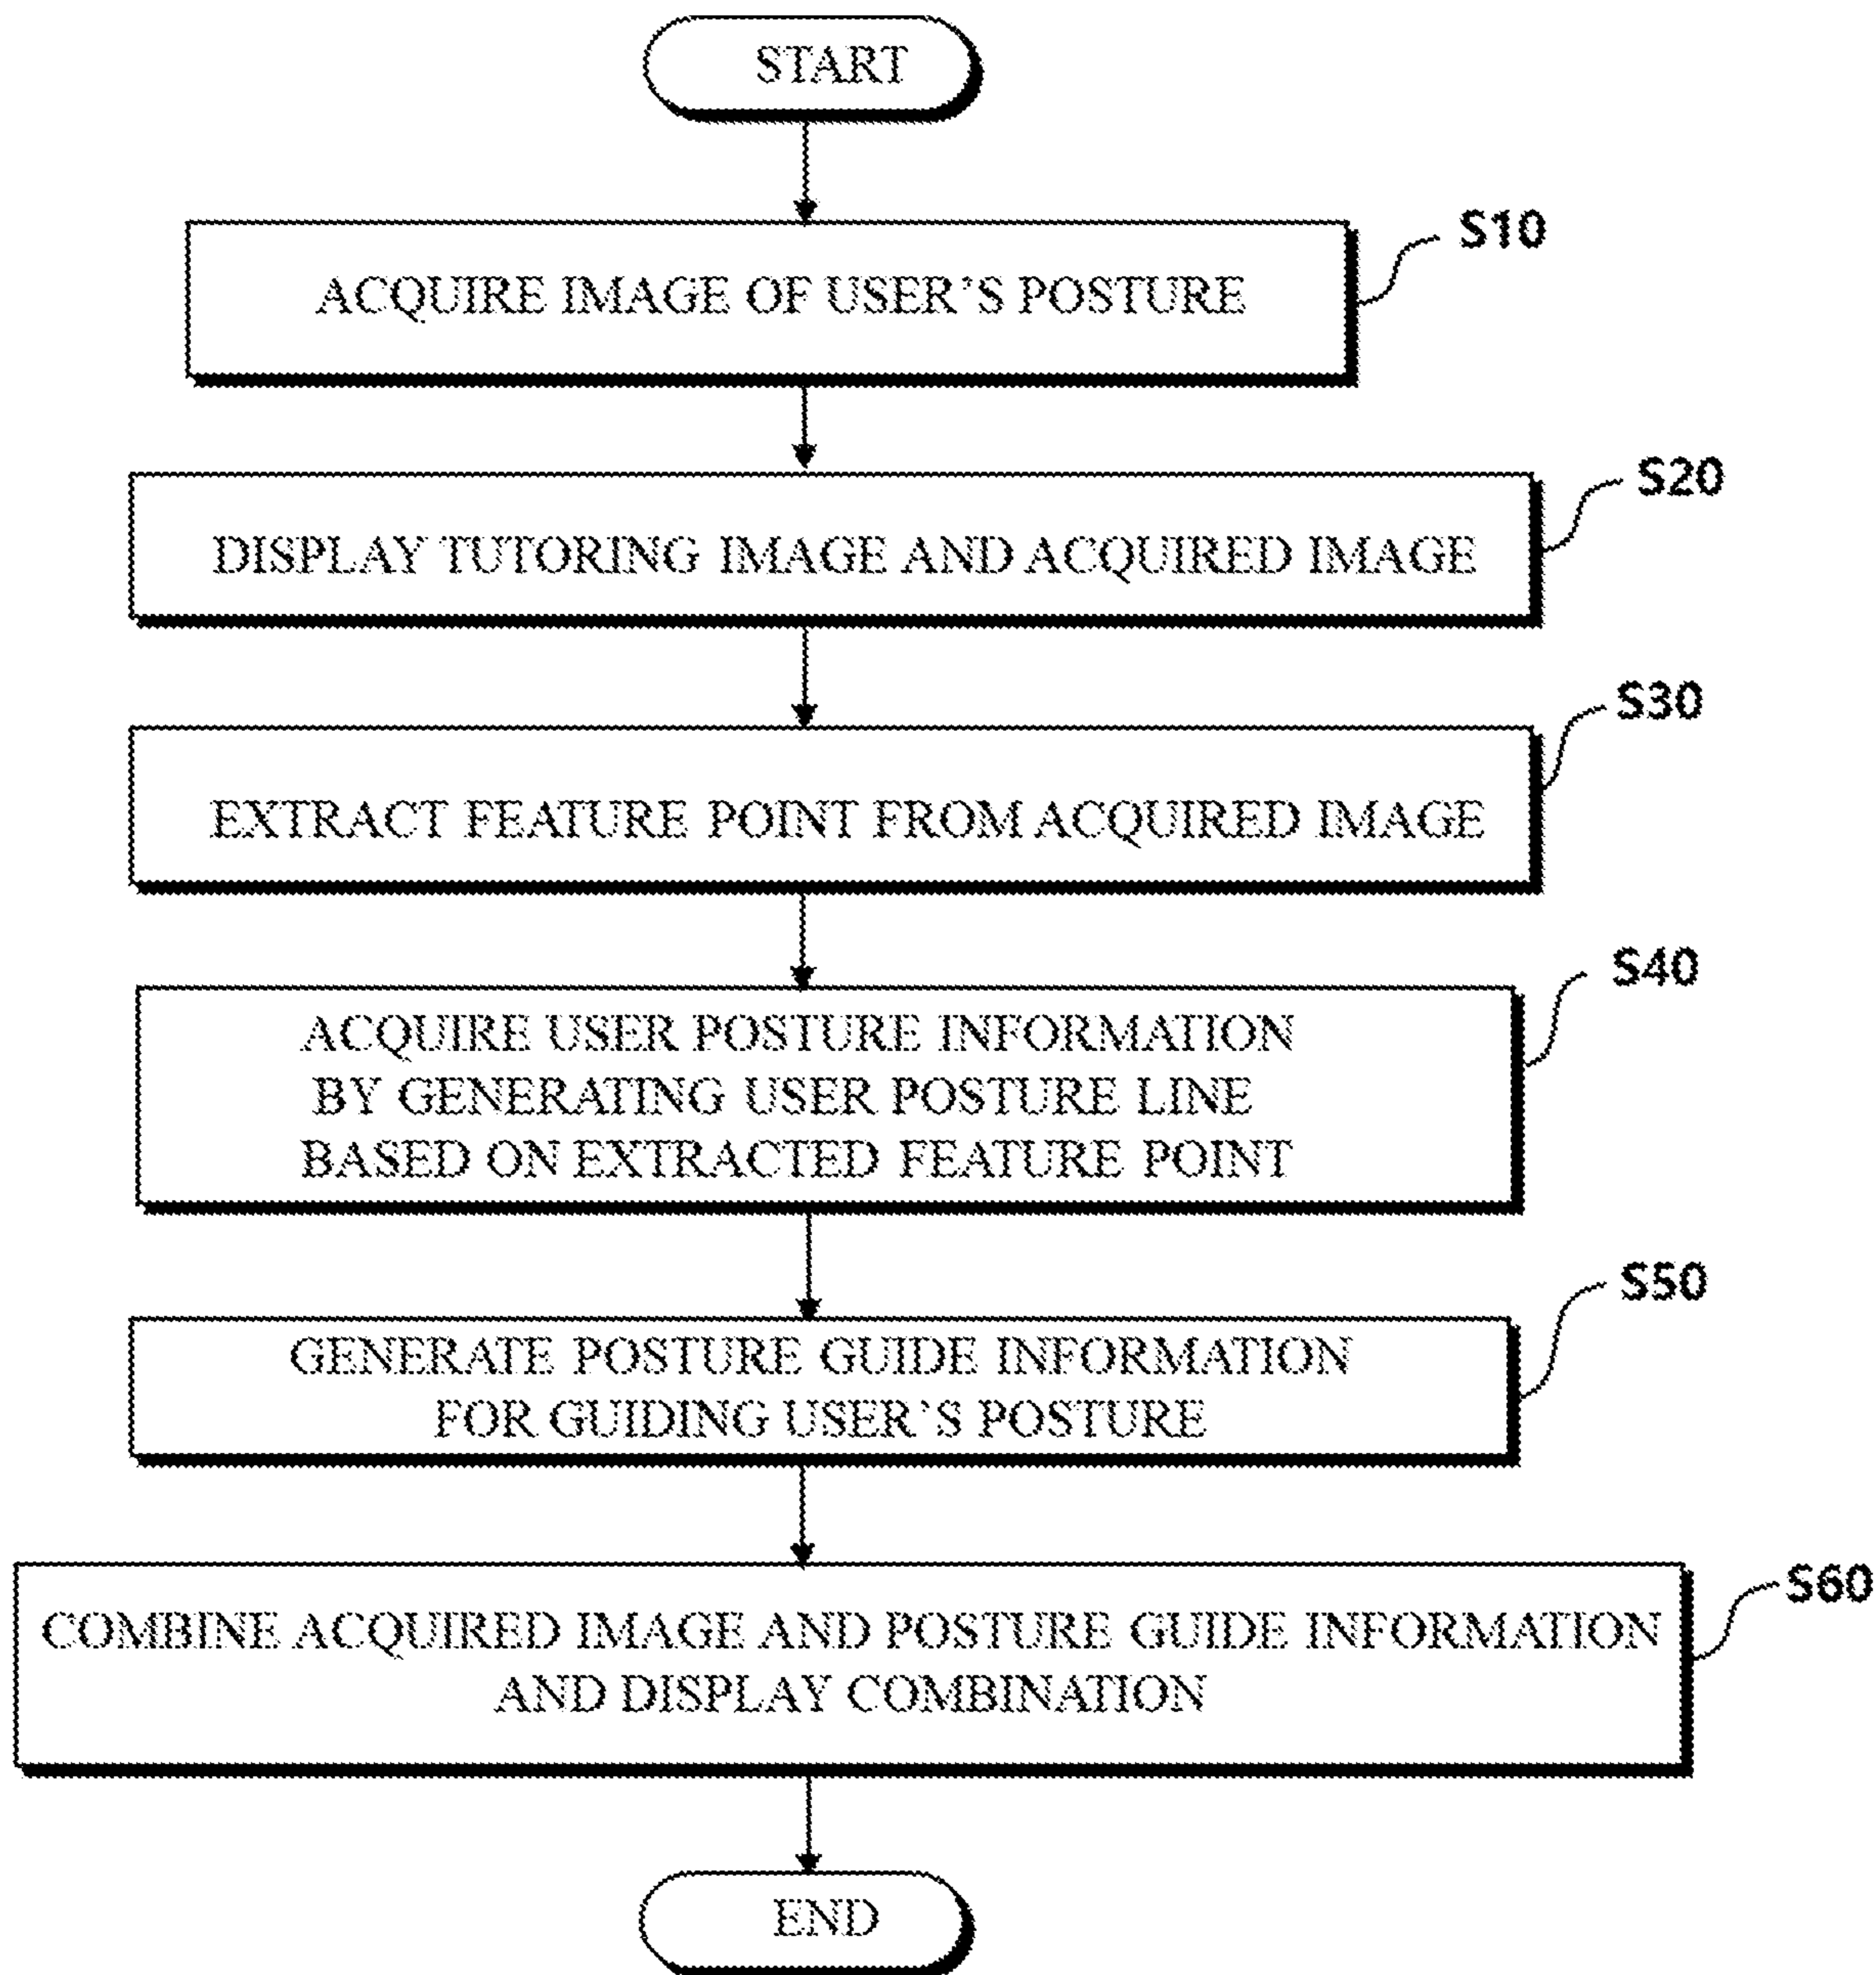 START
S10
ACQUIRE IMAGE OF USER'S POSTURE
S20
DISPLAY TUTORING IMAGE AND ACQUIRED IMAGE
S30
EXTRACT FEATURE POINT FROM ACQUIRED IMAGE
S40
ACQUIRE USER POSTURE INFORMATION
BY GENERATING USER POSTURE LINE
BASED ON EXTRACTED FEATURE POINT
S50
GENERATE POSTURE GUIDE INFORMATION
FOR GUIDING USER`S POSTURE
S60
COMBINE ACQUIRED IMAGE AND POSTURE GUIDE INFORMATION
AND DISPLAY COMBINATION
END